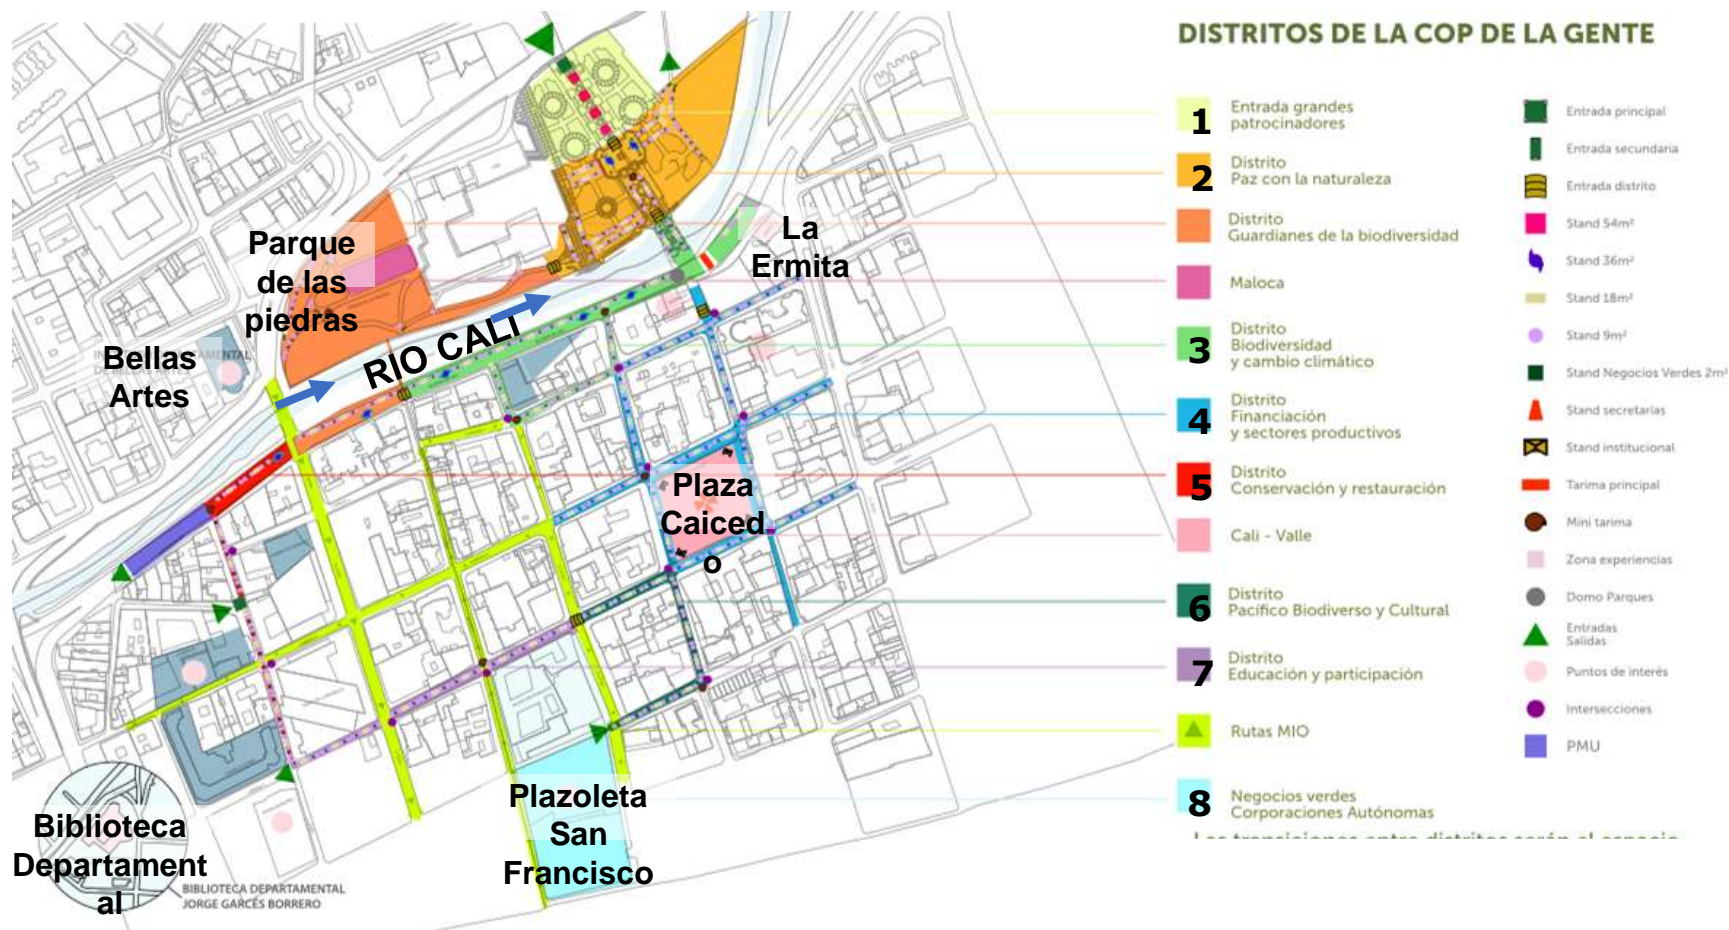 DISTRITOS DE LA COP DE LA GENTE
1
Entrada grandes
patrocinadores
2
Distrito
Paz con la naturaleza
Distrito
Guardianes de la biodiversidad
Maloca
3
Distrito
Biodiversidad
y cambio climático
4
Distrito
Financiación
y sectores productivos
5
Distrito
Conservación y restauración
Cali - Valle
6
Distrito
Pacífico Biodiverso y Cultural
7
Distrito
Educación y participación
Rutas MIO
8
Negocios verdes
Corporaciones Autónomas
Entrada principal
Entrada secundaria
Entrada distrito
Stand 54m²
Stand 36m²
Stand 18m²
Stand 9m²
Stand Negocios Verdes 2m²
Stand secretarías
Stand institucional
Tarima principal
Mini tarima
Zona experiencias
Domo Parques
Entradas
Salidas
Puntos de interés
Intersecciones
PMU
Parque
de las
piedras
La
Ermita
Bellas
Artes
RIO CALI
Plaza
Caiced
o
Plazoleta
San
Francisco
Biblioteca
Departament
al
BIBLIOTECA DEPARTAMENTAL
JORGE GARCÉS BORRERO